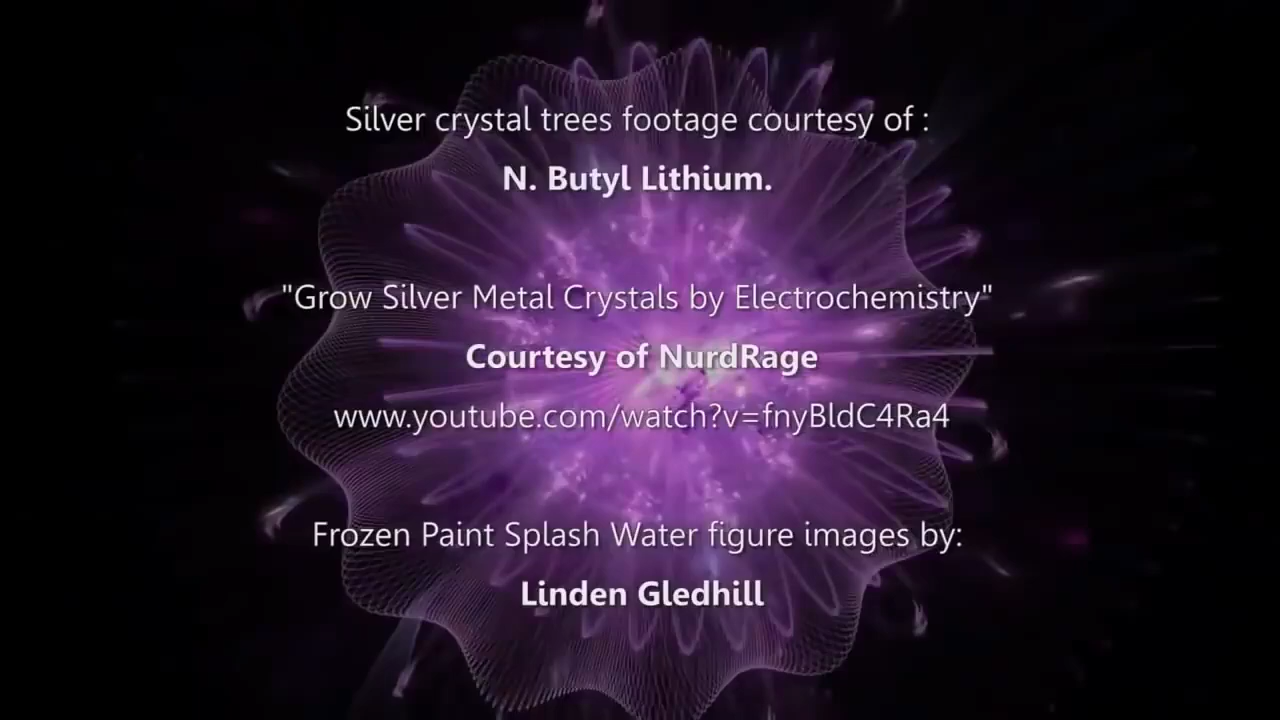 Silver crystal trees footage courtesy of :
N. Butyl Lithium.
"Grow Silver Metal Crystals by Electrochemistry"
Courtesy of NurdRage
www.youtube.com/watch?v=fnyBldC4Ra4
Frozen Paint Splash Water figure images by:
Linden Gledhill